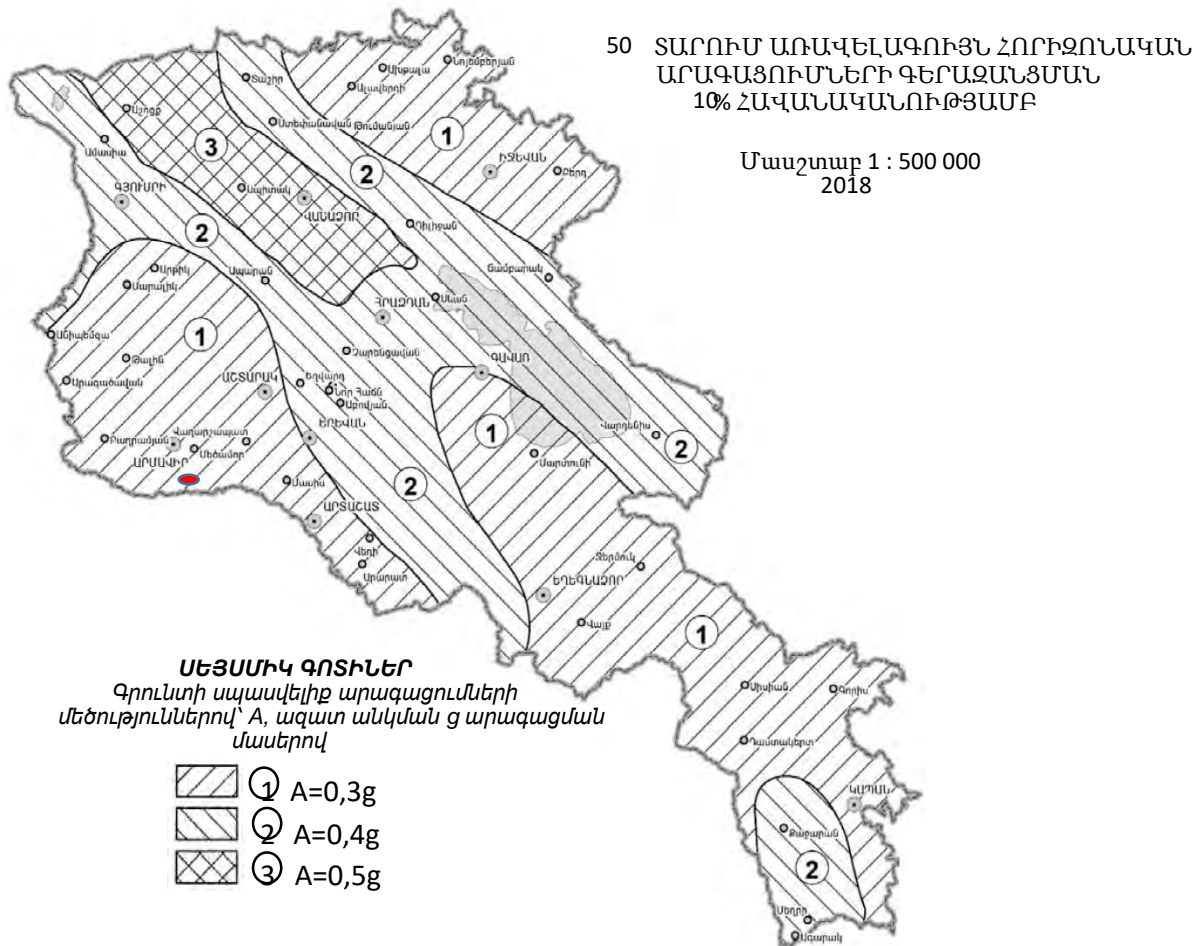 50 ՏԱՐՈՒՄ ԱՌԱՎԵԼԱԳՈՒՅՆ ՀՈՐԻԶՈՆԱԿԱՆ
ԱՐԱԳԱՑՈՒՄՆԵՐԻ ԳԵՐԱԶԱՆՑՄԱՆ
10% ՀԱՎԱՆԱԿԱՆՈՒԹՅԱՄԲ
Մասշտաբ 1 : 500 000
2018
Նոյեմբերյան
Ախթալա
Ալավերդի
Տաշիր
Ստեփանավան
Թումանյան
Աշոցք
Ամասիա
ԳՅՈՒՄՐԻ
3
1
2
ԻՋԵՎԱՆ
Բերդ
Սպիտակ
ՎԱՆԱՁՈՐ
2
Դիլիջան
Ճամբարակ
Արթիկ
Մարալիկ
Ապարան
ՀՐԱԶԴԱՆ
Սևան
Անիպեմզա
1
Թալին
Չարենցավան
ԳԱՎԱՌ
Արագածավան
ԱՇՏԱՐԱԿ
Եղվարդ
Նոր Հաճն
Աբովյան
ԵՐԵՎԱՆ
1
Վարդենիս
2
Բաղրամյան
Վաղարշապատ
ԱՐՄԱՎԻՐ
Մեծամոր
Մարտունի
2
Մասիս
ԱՐՏԱՇԱՏ
Վեդի
Արարատ
Ջերմուկ
ԵՂԵԳՆԱՁՈՐ
Վայք
1
Սիսիան
Գորիս
Դաստակերտ
ԿԱՊԱՆ
Քաջարան
2
Մեղրի
Ագարակ
ՍԵՅՍՄԻԿ ԳՈՏԻՆԵՐ
Գրունտի սպասվելիք արագացումների
մեծություններով՝ A, ազատ անկման ց արագացման
մասերով
1 A=0,3g
2 A=0,4g
3 A=0,5g